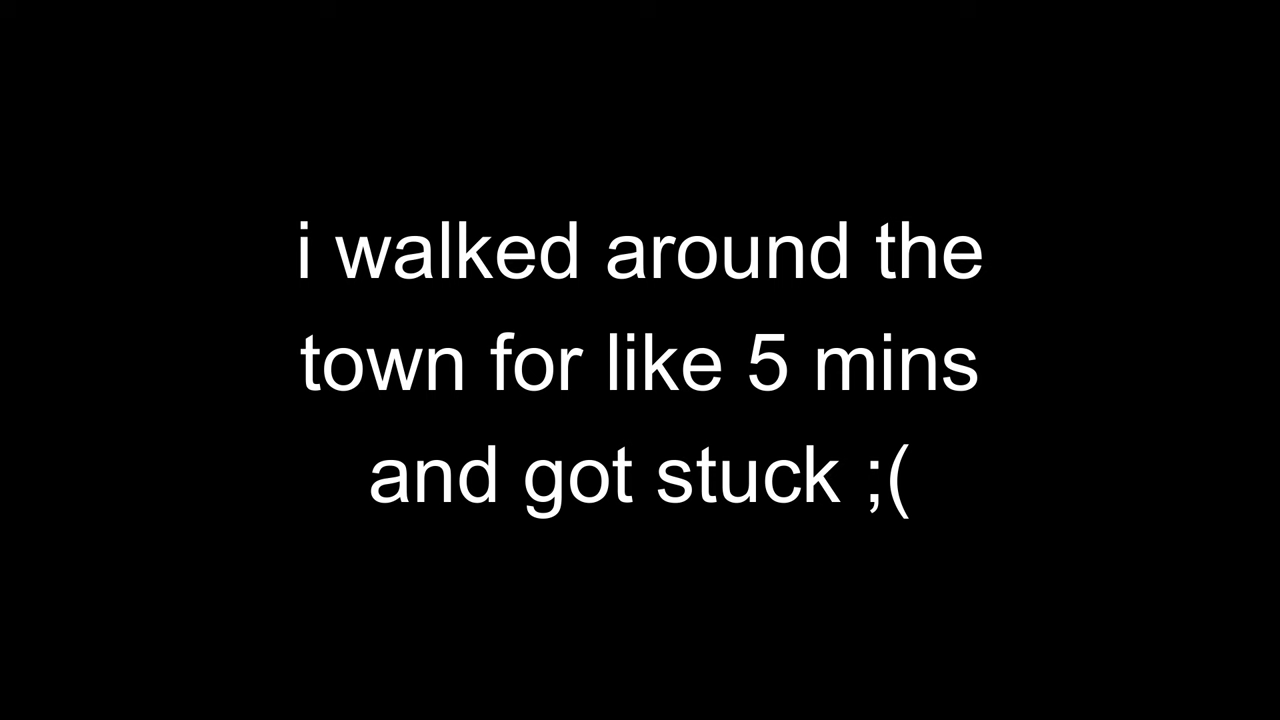 i walked around the
town for like 5 mins
and got stuck ;(